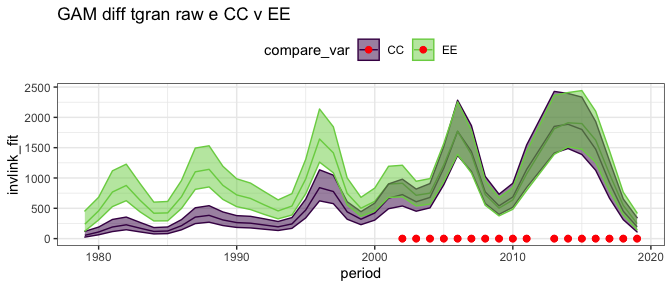 GAM diff tgran raw e CC v EE
compare_var CC EE
2500
2000
1500
1000
500
0
invlink_fit
1980 1990 2000 2010 2020
period